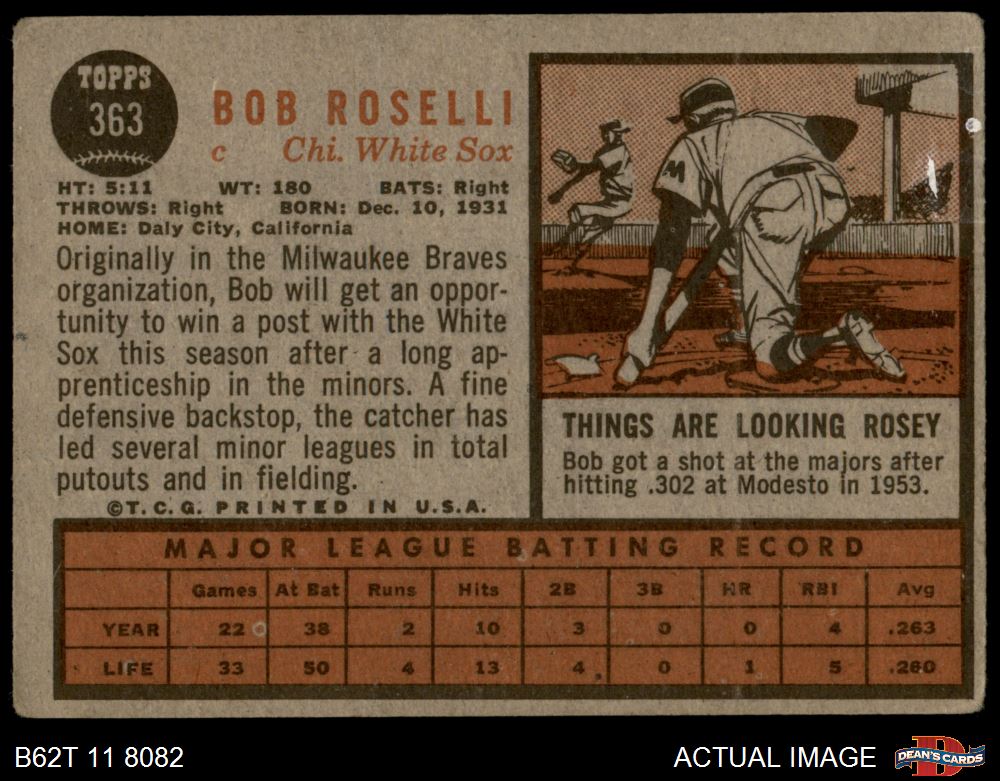 TOPPS
363
BOB ROSELLI
c Chi. White Sox
HT: 5:11 WT: 180 BATS: Right
THROWS: Right BORN: Dec. 10, 1931
HOME: Daly City, California
Originally in the Milwaukee Braves
organization, Bob will get an oppor-
tunity to win a post with the White
Sox this season after a long ap-
prenticeship in the minors. A fine
defensive backstop, the catcher has
led several minor leagues in total
putouts and in fielding.
©T.C.G. PRINTED IN U.S.A.
M
THINGS ARE LOOKING ROSEY
Bob got a shot at the majors after
hitting .302 at Modesto in 1953.
MAJOR LEAGUE BATTING RECORD
Games At Bat Runs Hits 2B 3B HR RBI Avg
YEAR 22 38 2 10 3 0 0 4 .263
LIFE 33 50 4 13 4 0 1 5 .260
B62T 11 8082
ACTUAL IMAGE
D
DEAN'S CARDS